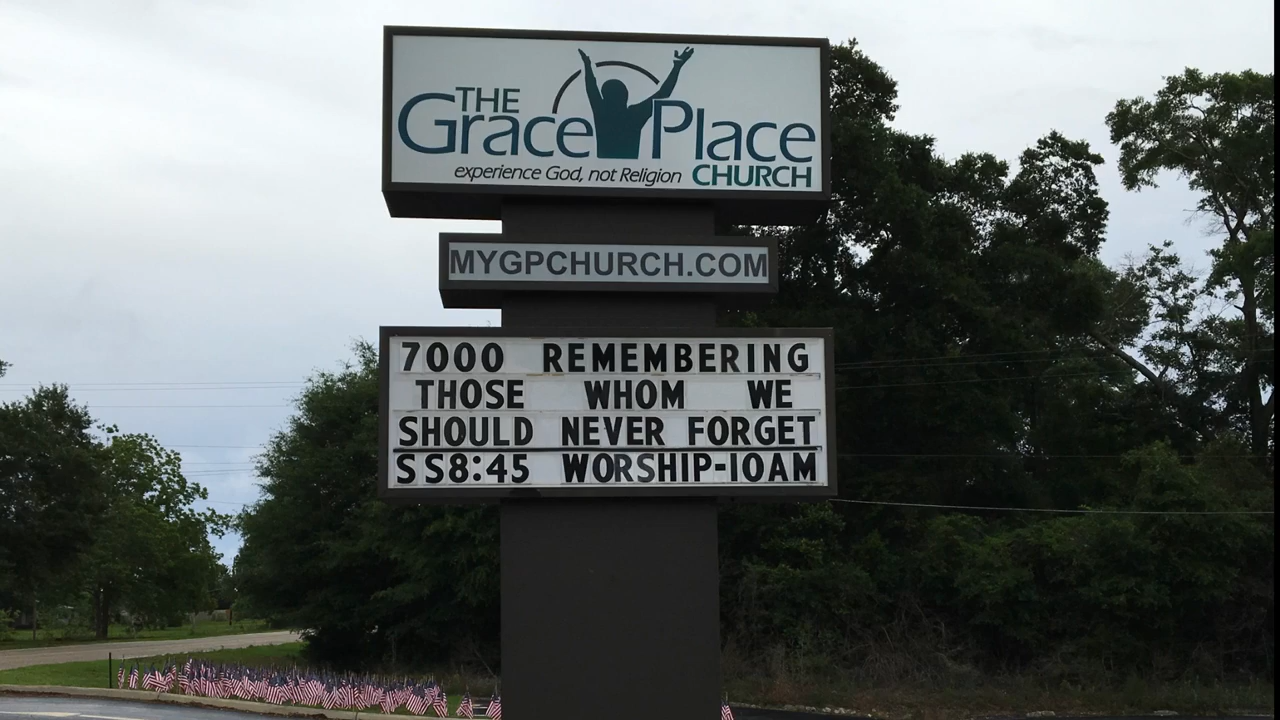 THE
Grace Place
experience God, not Religion CHURCH
MYGPCHURCH.COM
7000 REMEMBERING
THOSE WHOM WE
SHOULD NEVER FORGET
SS8:45 WORSHIP-10AM